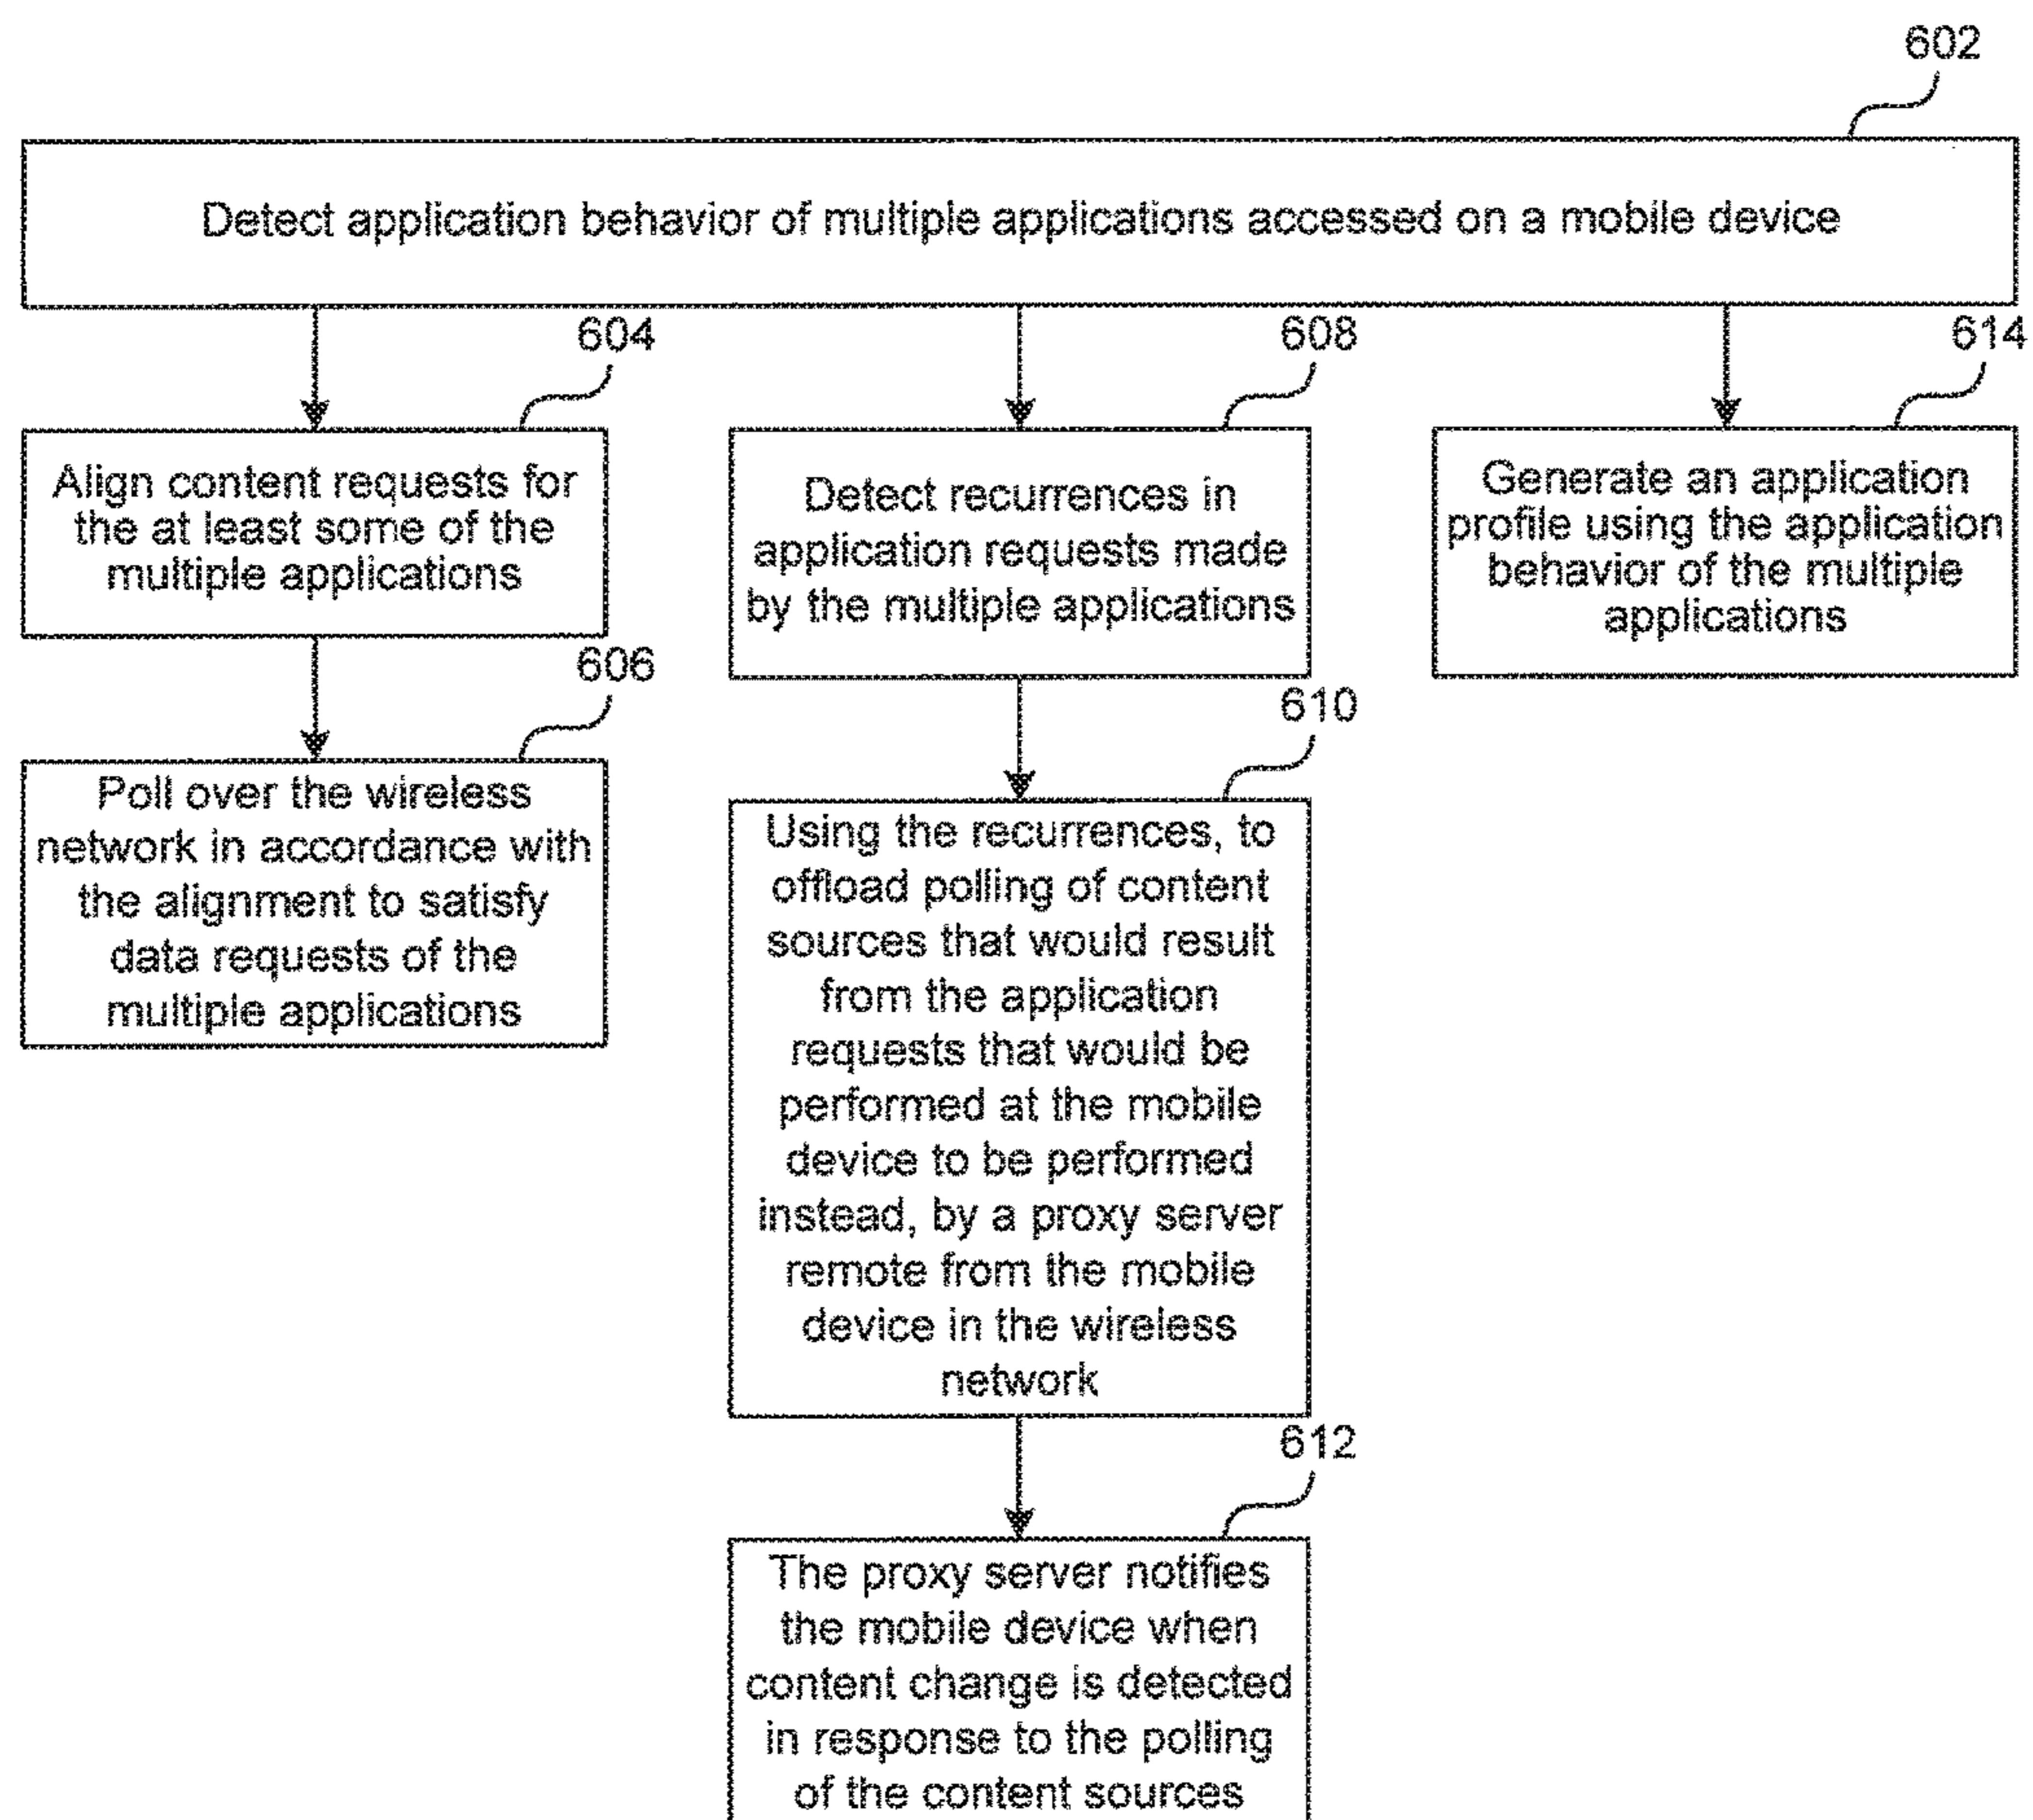 602
Detect application behavior of multiple applications accessed on a mobile device
604
Align content requests for
the at least some of the
multiple applications
606
Poll over the wireless
network in accordance with
the alignment to satisfy
data requests of the
multiple applications
608
Detect recurrences in
application requests made
by the multiple applications
610
Using the recurrences, to
offload polling of content
sources that would result
from the application
requests that would be
performed at the mobile
device to be performed
instead, by a proxy server
remote from the mobile
device in the wireless
network
612
The proxy server notifies
the mobile device when
content change is detected
in response to the polling
of the content sources
614
Generate an application
profile using the application
behavior of the multiple
applications